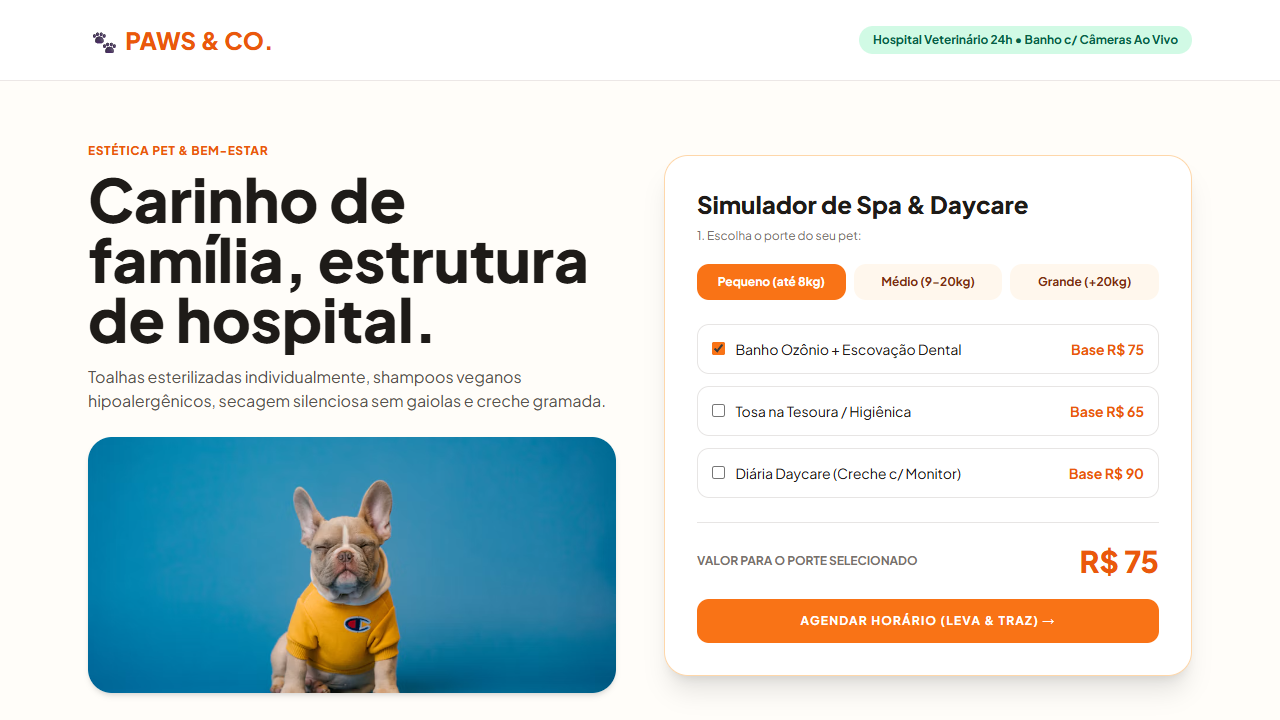 PAWS & CO.
Hospital Veterinário 24h • Banho c/ Câmeras Ao Vivo
ESTÉTICA PET & BEM-ESTAR
Carinho de
família, estrutura
de hospital.
Toalhas esterilizadas individualmente, shampoos veganos
hipoalergênicos, secagem silenciosa sem gaiolas e creche gramada.
Simulador de Spa & Daycare
1. Escolha o porte do seu pet:
Pequeno (até 8kg)
Médio (9-20kg)
Grande (+20kg)
Banho Ozônio + Escovação Dental
Base R$ 75
Tosa na Tesoura / Higiênica
Base R$ 65
Diária Daycare (Creche c/ Monitor)
Base R$ 90
VALOR PARA O PORTE SELECIONADO
R$ 75
AGENDAR HORÁRIO (LEVA & TRAZ) →